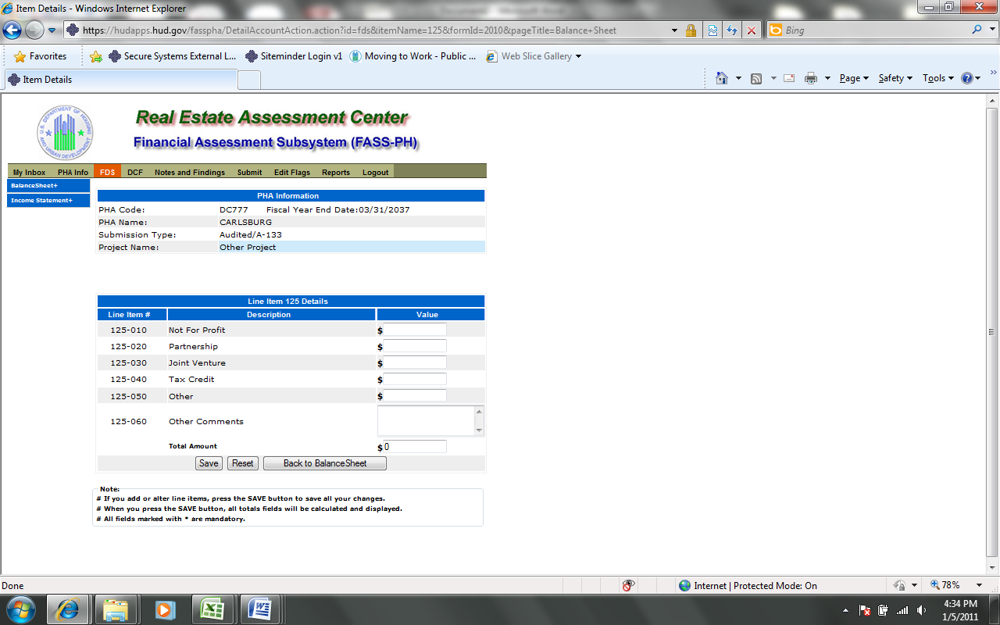 Item Details - Windows Internet Explorer
https://hudapps.hud.gov/fasspha/DetailAccountAction.action?id=fds&itemName=125&formId=2010&pageTitle=Balance+Sheet
Bing
Favorites
Secure Systems External L...
Siteminder Login v1
Moving to Work - Public ...
Web Slice Gallery
Item Details
Page
Safety
Tools
U.S. DEPARTMENT OF HOUSING AND URBAN DEVELOPMENT
Real Estate Assessment Center
Financial Assessment Subsystem (FASS-PH)
My Inbox PHA Info FDS DCF Notes and Findings Submit Edit Flags Reports Logout
BalanceSheet+
Income Statement+
PHA Information
PHA Code: DC777 Fiscal Year End Date:03/31/2037
PHA Name: CARLSBURG
Submission Type: Audited/A-133
Project Name: Other Project
Line Item 125 Details
Line Item # Description Value
125-010 Not For Profit $
125-020 Partnership $
125-030 Joint Venture $
125-040 Tax Credit $
125-050 Other $
125-060 Other Comments
Total Amount $0
Save Reset Back to BalanceSheet
Note:
# If you add or alter line items, press the SAVE button to save all your changes.
# When you press the SAVE button, all totals fields will be calculated and displayed.
# All fields marked with * are mandatory.
Done
Internet | Protected Mode: On
78%
4:34 PM
1/5/2011